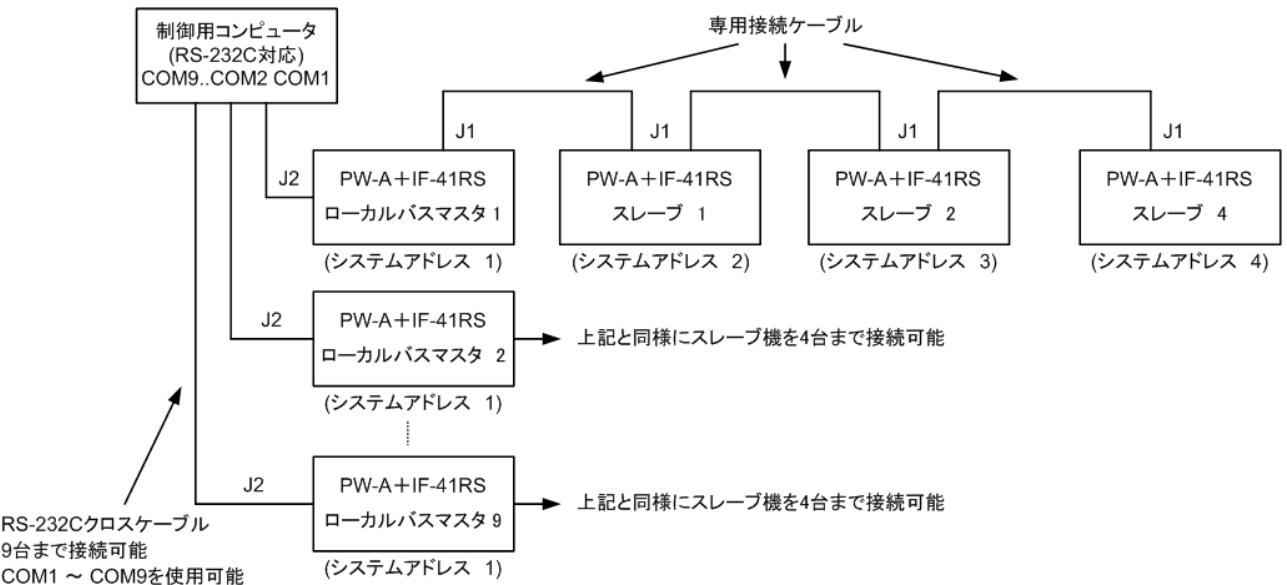 制御用コンピュータ
(RS-232C対応)
COM9..COM2 COM1
専用接続ケーブル
J1
J1
J1
J1
J2
PW-A+IF-41RS
ローカルバスマスタ 1
(システムアドレス 1)
PW-A+IF-41RS
スレーブ 1
(システムアドレス 2)
PW-A+IF-41RS
スレーブ 2
(システムアドレス 3)
PW-A+IF-41RS
スレーブ 4
(システムアドレス 4)
J2
PW-A+IF-41RS
ローカルバスマスタ 2
(システムアドレス 1)
上記と同様にスレーブ機を4台まで接続可能
J2
PW-A+IF-41RS
ローカルバスマスタ 9
(システムアドレス 1)
上記と同様にスレーブ機を4台まで接続可能
RS-232Cクロスケーブル
9台まで接続可能
COM1 ~ COM9を使用可能